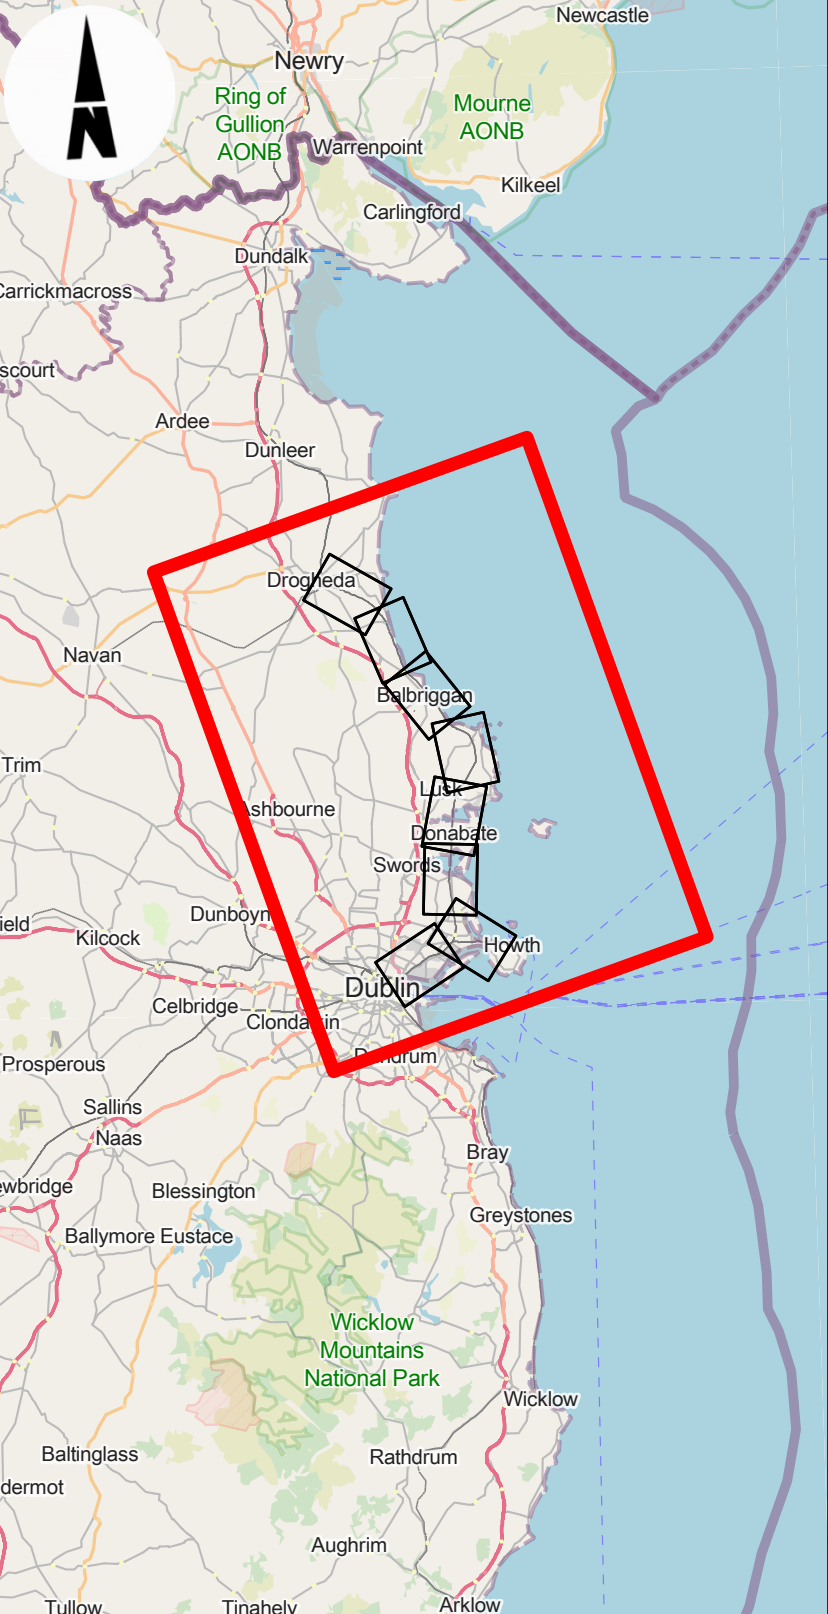 Newcastle
Newry
Ring of
Gullion
AONB
Mourne
AONB
Warrenpoint
Kilkeel
Carlingford
Dundalk
Carrickmacross
scourt
Ardee
Dunleer
Drogheda
Navan
Balbriggan
Trim
Lusk
Ashbourne
Donabate
Swords
Dunboyn
ield
Kilcock
Howth
Dublin
Celbridge
Clondalkin
Dundrum
Prosperous
Sallins
Naas
Bray
ewbridge
Blessington
Greystones
Ballymore Eustace
Wicklow
Mountains
National Park
Wicklow
Baltinglass
Rathdrum
dermot
Aughrim
Tullow
Tinahely
Arklow
N